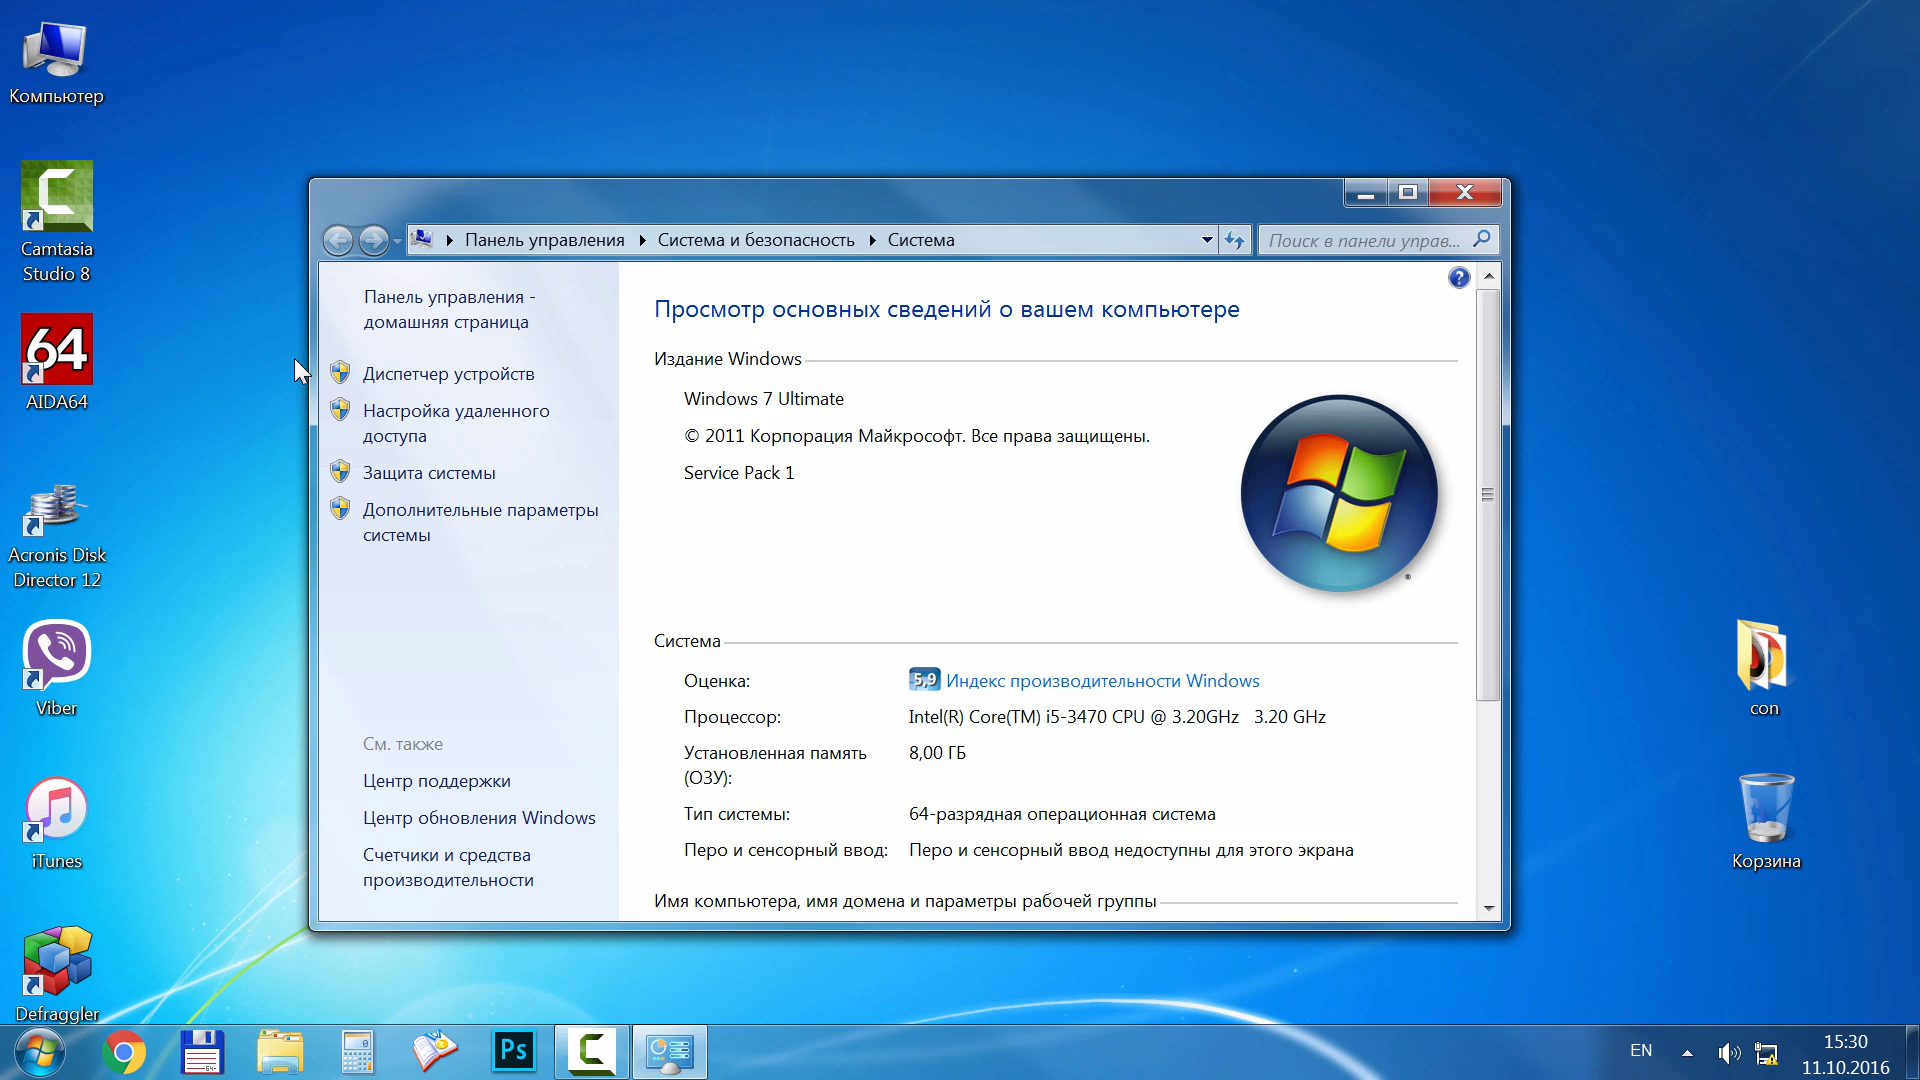 Компьютер
Camtasia
Studio 8
64
AIDA64
Acronis Disk
Director 12
Viber
iTunes
Defraggler
Панель управления
Система и безопасность
Система
Поиск в панели управ...
Панель управления -
домашняя страница
Диспетчер устройств
Настройка удаленного
доступа
Защита системы
Дополнительные параметры
системы
См. также
Центр поддержки
Центр обновления Windows
Счетчики и средства
производительности
Просмотр основных сведений о вашем компьютере
Издание Windows
Windows 7 Ultimate
© 2011 Корпорация Майкрософт. Все права защищены.
Service Pack 1
Система
Оценка:
5,9 Индекс производительности Windows
Процессор:
Intel(R) Core(TM) i5-3470 CPU @ 3.20GHz 3.20 GHz
Установленная память
(ОЗУ):
8,00 ГБ
Тип системы:
64-разрядная операционная система
Перо и сенсорный ввод:
Перо и сенсорный ввод недоступны для этого экрана
Имя компьютера, имя домена и параметры рабочей группы
con
Корзина
Ps
EN
15:30
11.10.2016